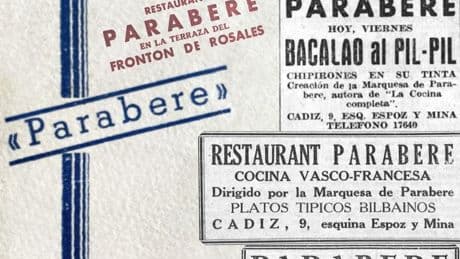 RESTAURANT
PARABERE
EN LA TERRAZA DEL
FRONTON DE ROSALES
«Parabere»
PARABERE
HOY, VIERNES
BACALAO al PIL-PIL
CHIPIRONES EN SU TINTA
Creación de la Marquesa de Para-
bere, autora de "La Cocina
completa".
CADIZ, 9, ESQ. ESPOZ Y MINA
TELEFONO 17640
RESTAURANT PARABERE
COCINA VASCO-FRANCESA
Dirigido por la Marquesa de Parabere
PLATOS TIPICOS BILBAINOS
CADIZ, 9, esquina Espoz y Mina
PARABERE